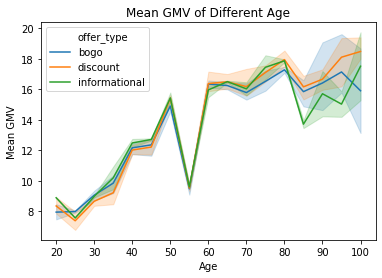 Mean GMV of Different Age
offer_type
bogo
discount
informational
Mean GMV
20
18
16
14
12
10
8
20 30 40 50 60 70 80 90 100
Age